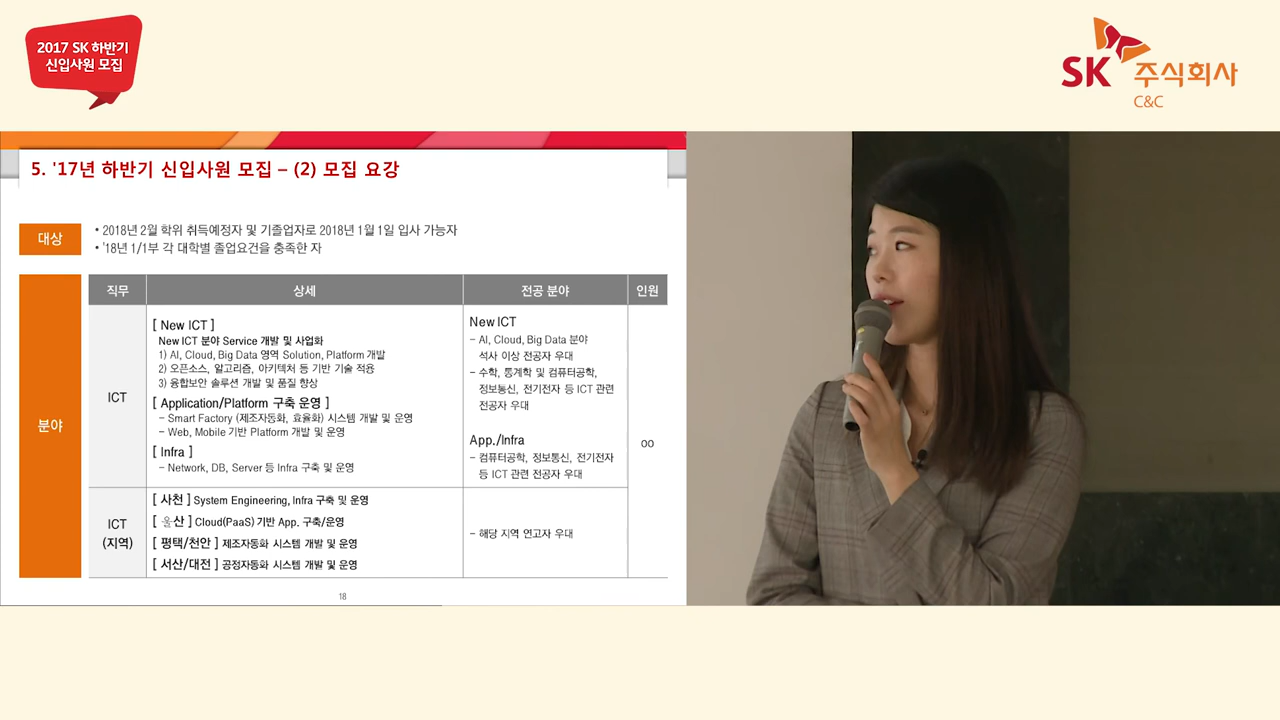 2017 SK 하반기
신입사원 모집
SK 주식회사
C&C
5. '17년 하반기 신입사원 모집 – (2) 모집 요강
대상
• 2018년 2월 학위 취득예정자 및 기졸업자로 2018년 1월 1일 입사 가능자
• '18년 1/1부 각 대학별 졸업요건을 충족한 자
분야
직무 상세 전공 분야 인원
ICT
[ New ICT ]
New ICT 분야 Service 개발 및 사업화
1) AI, Cloud, Big Data 영역 Solution, Platform 개발
2) 오픈소스, 알고리즘, 아키텍처 등 기반 기술 적용
3) 융합보안 솔루션 개발 및 품질 향상
[ Application/Platform 구축 운영 ]
– Smart Factory (제조자동화, 효율화) 시스템 개발 및 운영
– Web, Mobile 기반 Platform 개발 및 운영
[ Infra ]
– Network, DB, Server 등 Infra 구축 및 운영
New ICT
– AI, Cloud, Big Data 분야
석사 이상 전공자 우대
– 수학, 통계학 및 컴퓨터공학,
정보통신, 전기전자 등 ICT 관련
전공자 우대
App./Infra
– 컴퓨터공학, 정보통신, 전기전자
등 ICT 관련 전공자 우대
00
ICT
(지역)
[ 사천 ] System Engineering, Infra 구축 및 운영
[ 울산 ] Cloud(PaaS) 기반 App. 구축/운영
[ 평택/천안 ] 제조자동화 시스템 개발 및 운영
[ 서산/대전 ] 공정자동화 시스템 개발 및 운영
– 해당 지역 연고자 우대
18